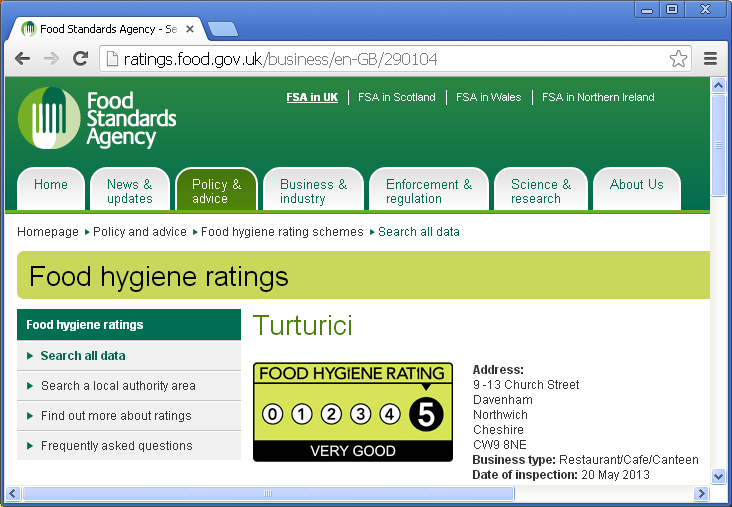 Food Standards Agency - Se
ratings.food.gov.uk/business/en-GB/290104
Food
Standards
Agency
FSA in UK FSA in Scotland FSA in Wales FSA in Northern Ireland
Home News & updates Policy & advice Business & industry Enforcement & regulation Science & research About Us
Homepage Policy and advice Food hygiene rating schemes Search all data
Food hygiene ratings
Food hygiene ratings
Search all data
Search a local authority area
Find out more about ratings
Frequently asked questions
Turturici
FOOD HYGIENE RATING
0 1 2 3 4 5
VERY GOOD
Address:
9 -13 Church Street
Davenham
Northwich
Cheshire
CW9 8NE
Business type: Restaurant/Cafe/Canteen
Date of inspection: 20 May 2013